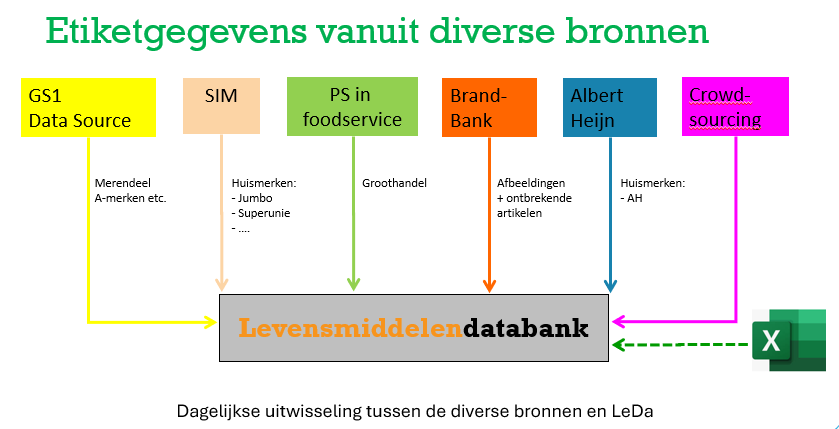 Etiketgegevens vanuit diverse bronnen
GS1
Data Source
SIM
PS in
foodservice
Brand-
Bank
Albert
Heijn
Crowd-
sourcing
Merendeel
A-merken etc.
Huismerken:
- Jumbo
- Superunie
- ....
Groothandel
Afbeeldingen
+ ontbrekende
artikelen
Huismerken:
- AH
Levensmiddelendatabank
X
Dagelijkse uitwisseling tussen de diverse bronnen en LeDa